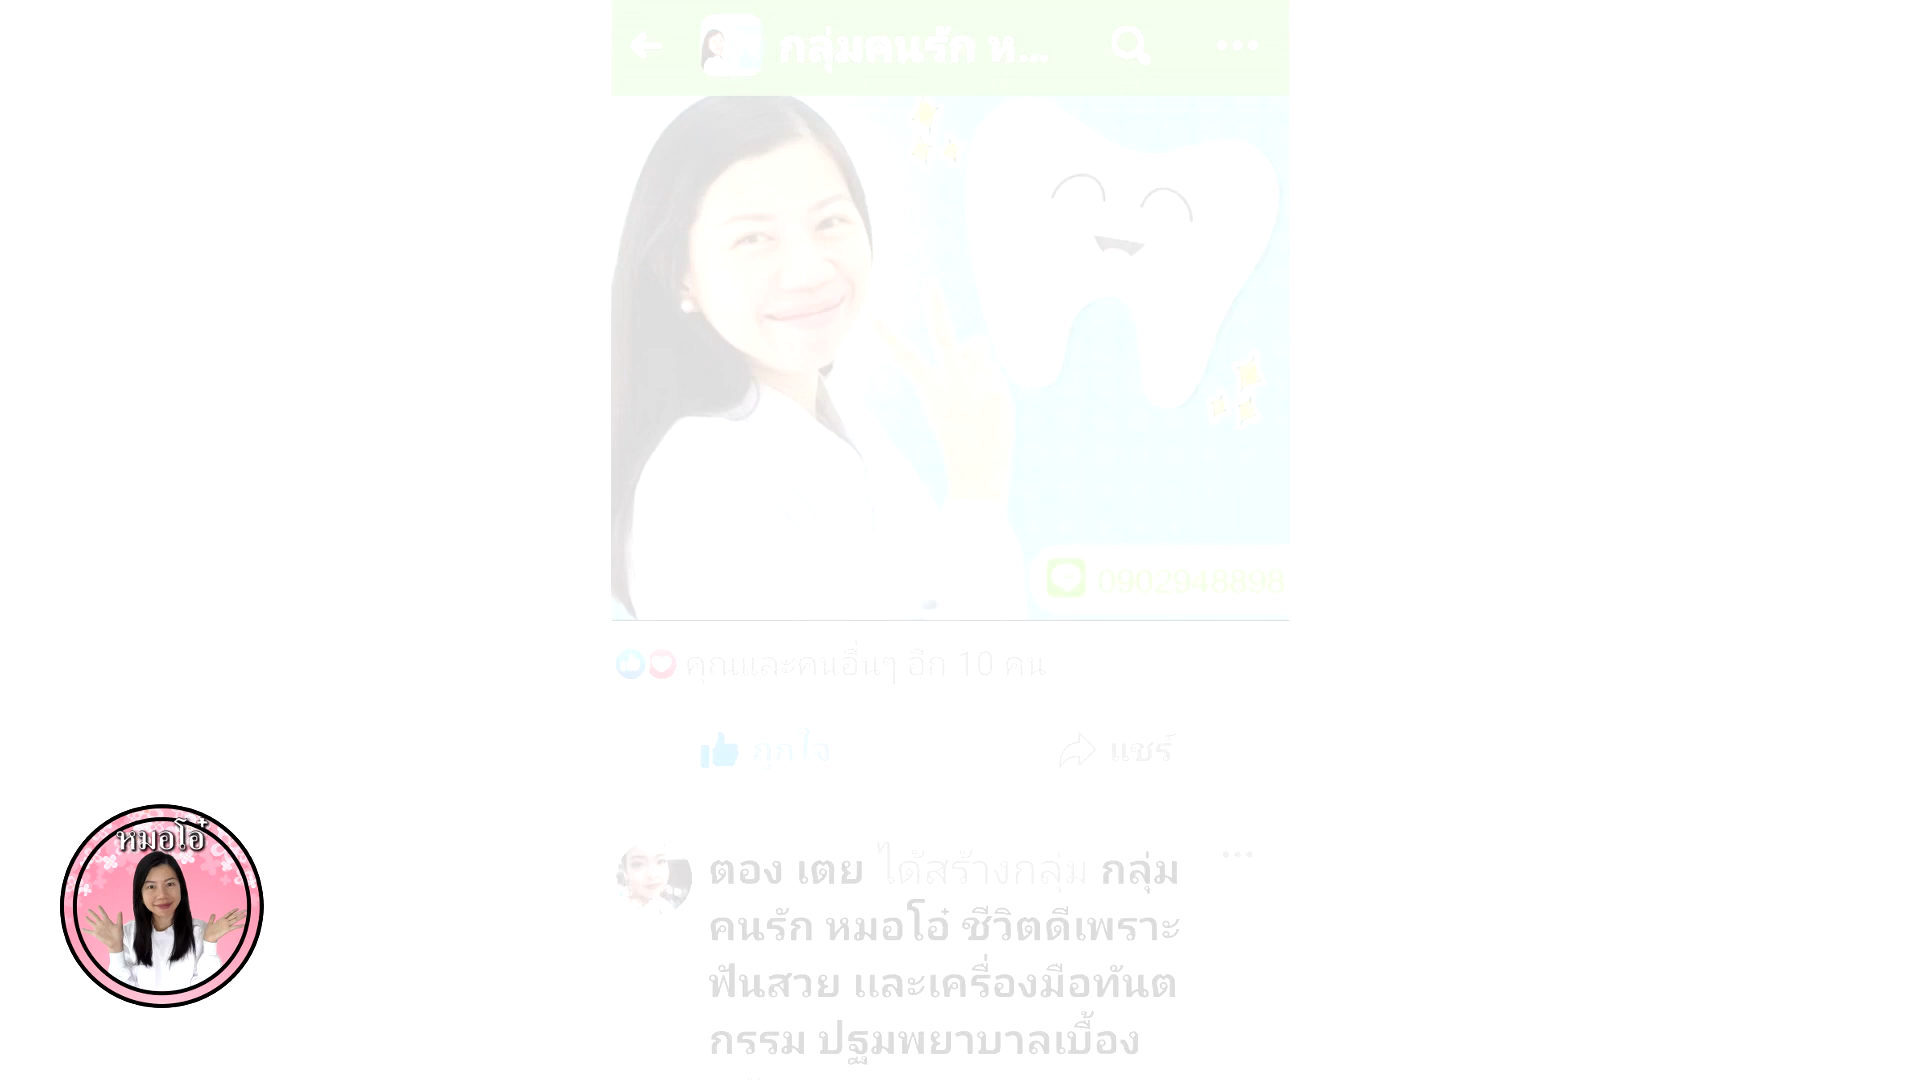 กลุ่มคนรัก ห...
0902948898
คุณและคนอื่นๆ อีก 10 คน
ถูกใจ
แชร์
หมอโอ๋
ตอง เตย ได้สร้างกลุ่ม กลุ่ม
คนรัก หมอโอ๋ ชีวิตดีเพราะ
ฟันสวย และเครื่องมือทันต
กรรม ปฐมพยาบาลเบื้อง